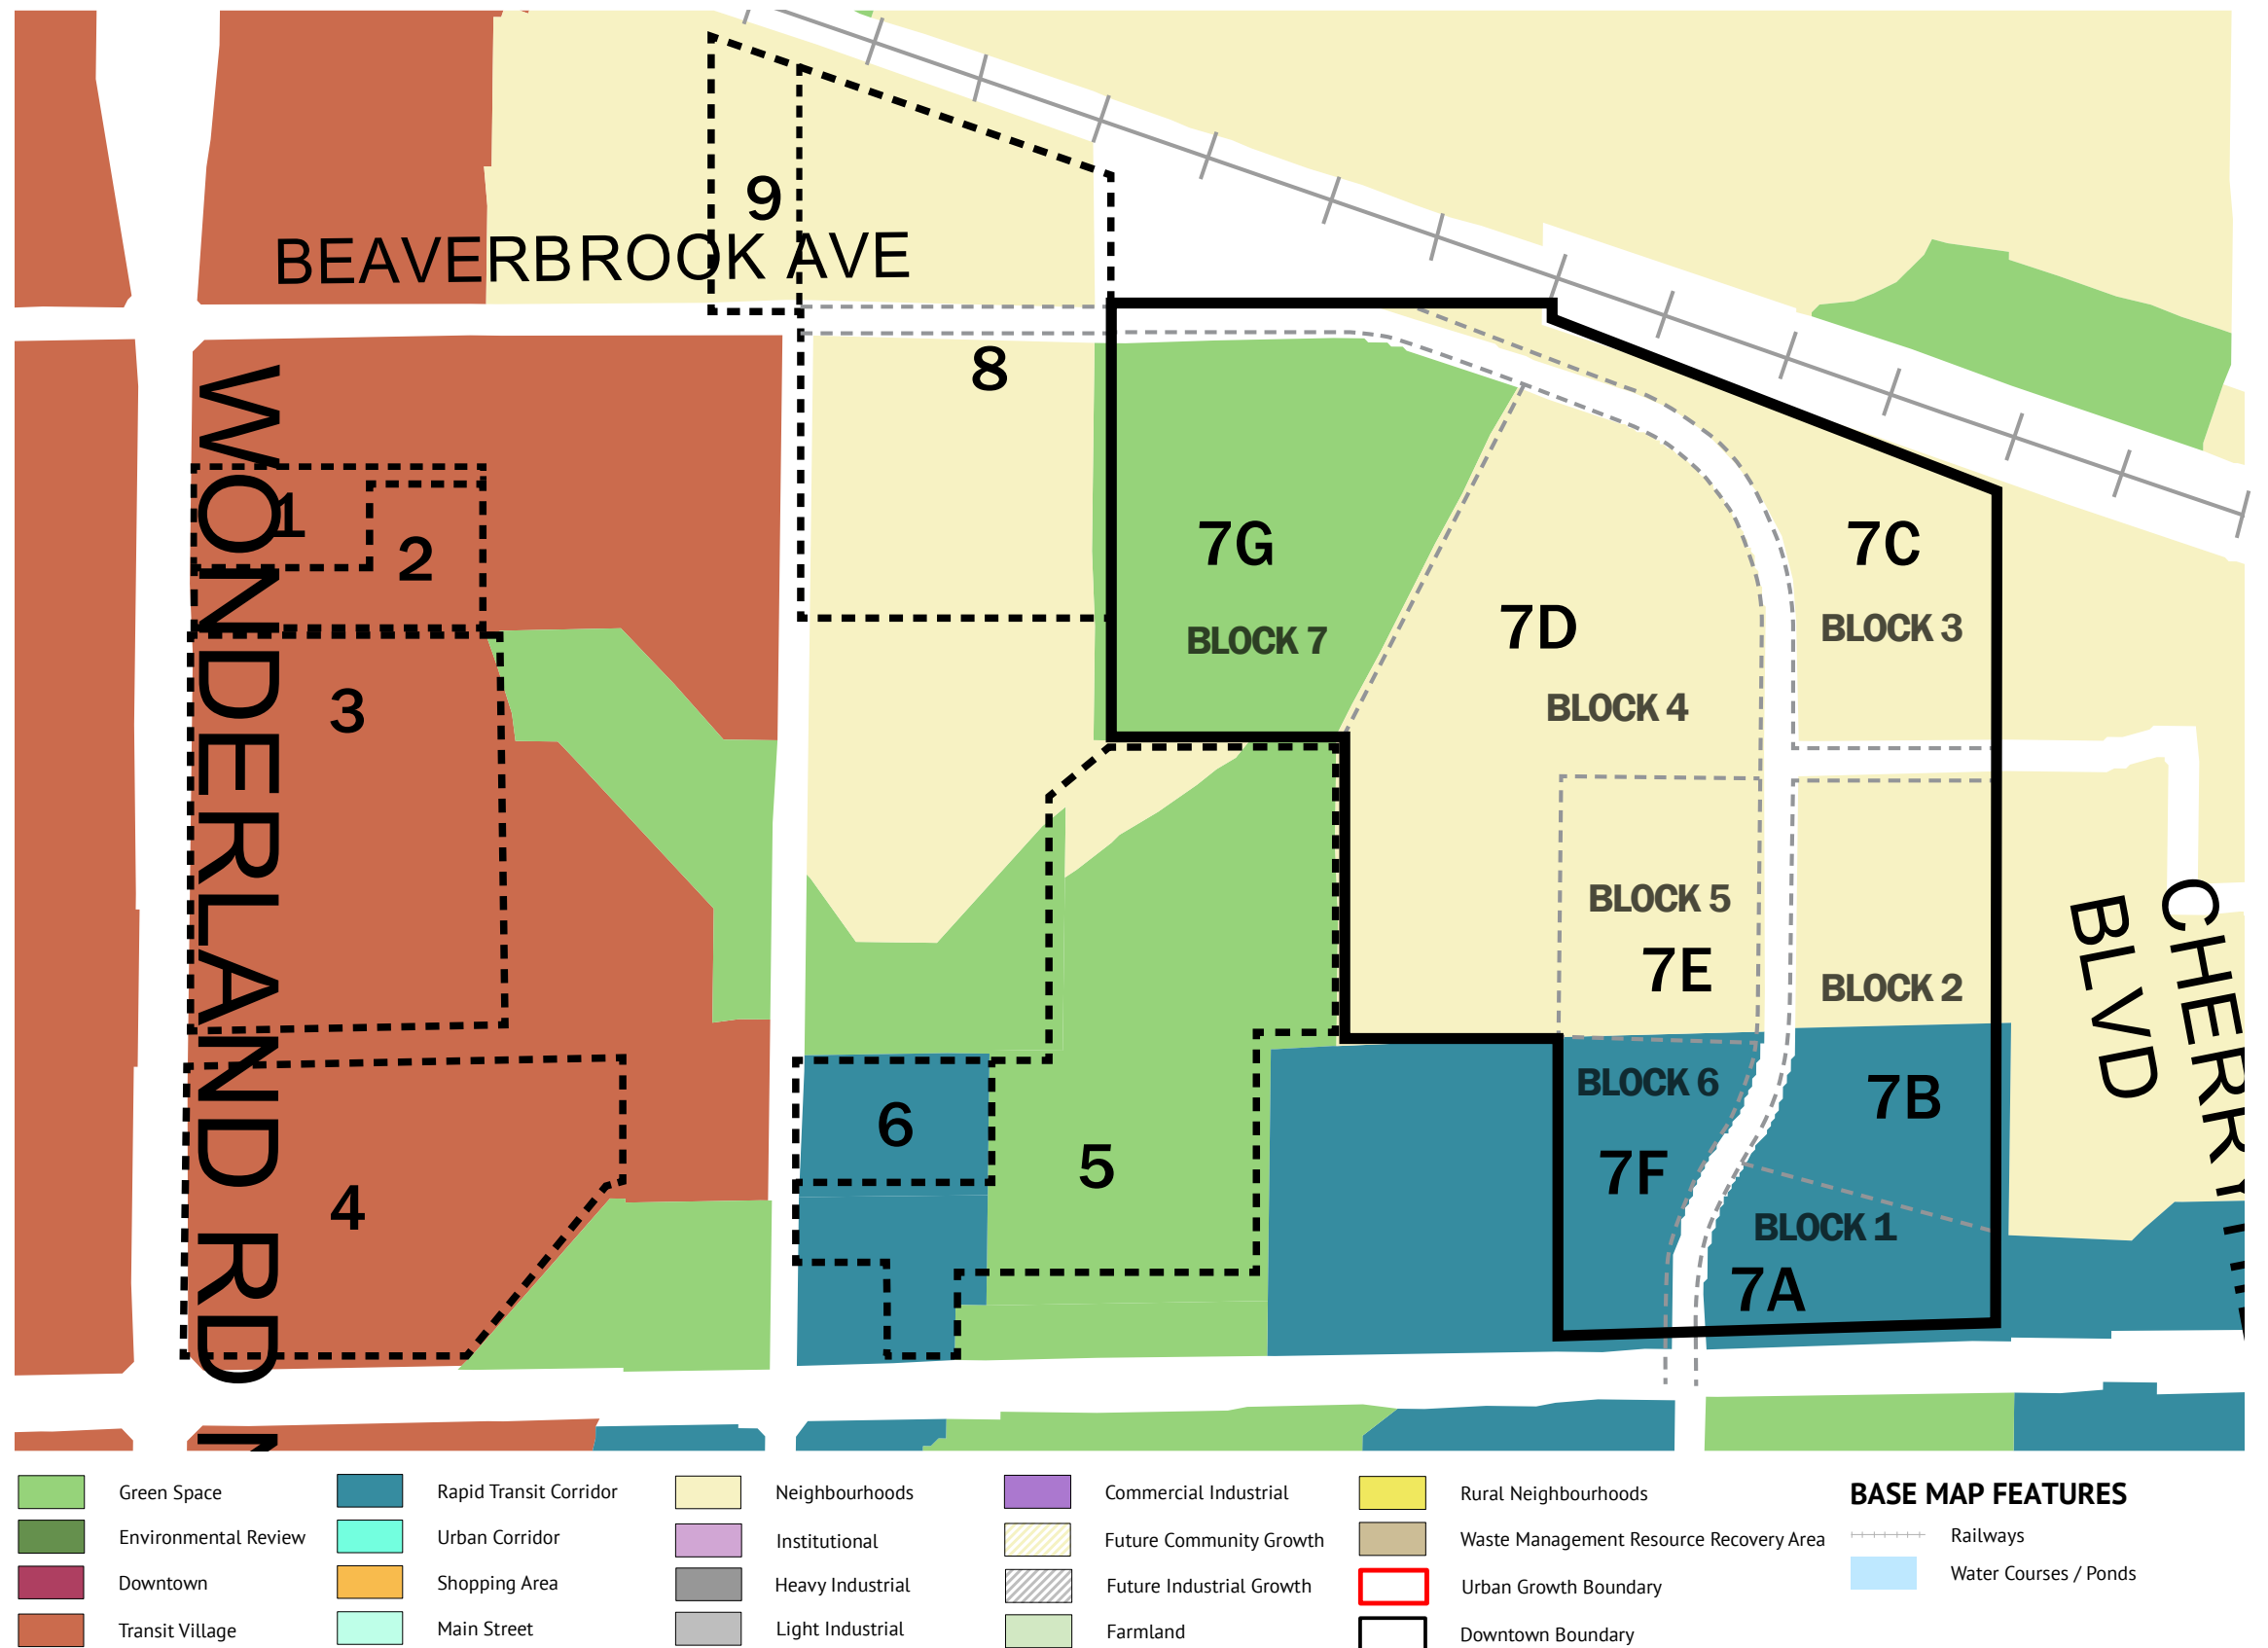 9
BEAVERBROOK AVE
8
WONDERLAND RD N
1
2
3
4
7G
BLOCK 7
7D
BLOCK 4
7C
BLOCK 3
BLOCK 5
7E
BLOCK 2
BLOCK 6
7B
7F
BLOCK 1
7A
6
5
BLVD
Green Space
Environmental Review
Downtown
Transit Village
Rapid Transit Corridor
Urban Corridor
Shopping Area
Main Street
Neighbourhoods
Institutional
Heavy Industrial
Light Industrial
Commercial Industrial
Future Community Growth
Future Industrial Growth
Farmland
Rural Neighbourhoods
Waste Management Resource Recovery Area
Urban Growth Boundary
Downtown Boundary
BASE MAP FEATURES
Railways
Water Courses / Ponds